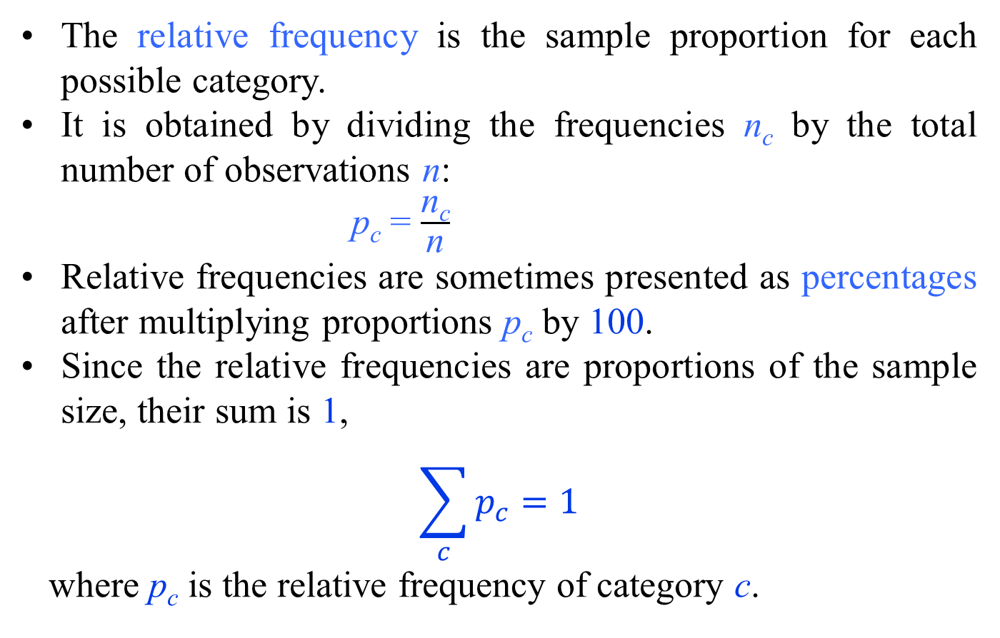 • The relative frequency is the sample proportion for each
possible category.
• It is obtained by dividing the frequencies n_c by the total
number of observations n:
p_c = n_c / n
• Relative frequencies are sometimes presented as percentages
after multiplying proportions p_c by 100.
• Since the relative frequencies are proportions of the sample
size, their sum is 1,
∑_c p_c = 1
where p_c is the relative frequency of category c.